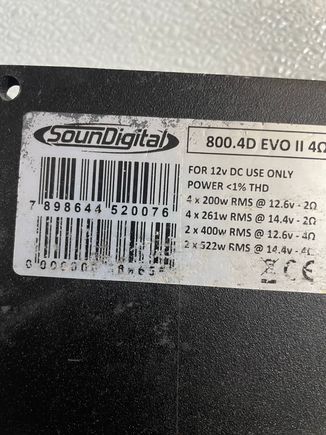 SounDigital
800.4D EVO II 4Ω
FOR 12v DC USE ONLY
POWER <1% THD
4 x 200w RMS @ 12.6v - 2Ω
4 x 261w RMS @ 14.4v - 2Ω
2 x 400w RMS @ 12.6v - 4Ω
2 x 522w RMS @ 14.4v - 4Ω
7 898644 520076
CE